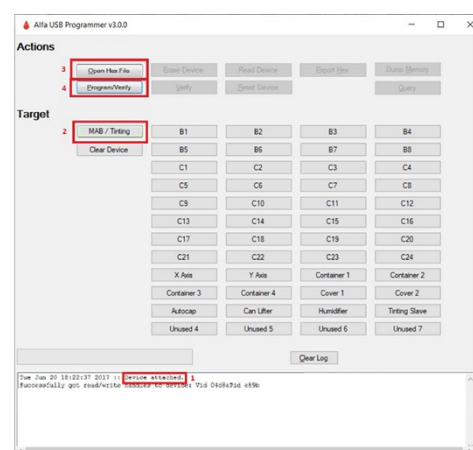 Alfa USB Programmer v3.0.0
Actions
3 Open Hex File Erase Device Read Device Export Hex Dump Memory
4 Program/Verify Verify Reset Device Query
Target
2 MAB / Tinting B1 B2 B3 B4
Clear Device B5 B6 B7 B8
C1 C2 C3 C4
C5 C6 C7 C8
C9 C10 C11 C12
C13 C14 C15 C16
C17 C18 C19 C20
C21 C22 C23 C24
X Axis Y Axis Container 1 Container 2
Container 3 Container 4 Cover 1 Cover 2
Autocap Can Lifter Humidifier Tinting Slave
Unused 4 Unused 5 Unused 6 Unused 7
Clear Log
Tue Jun 20 18:22:37 2017 :: Device attached. 1
Successfully got read/write handles to device: Vid